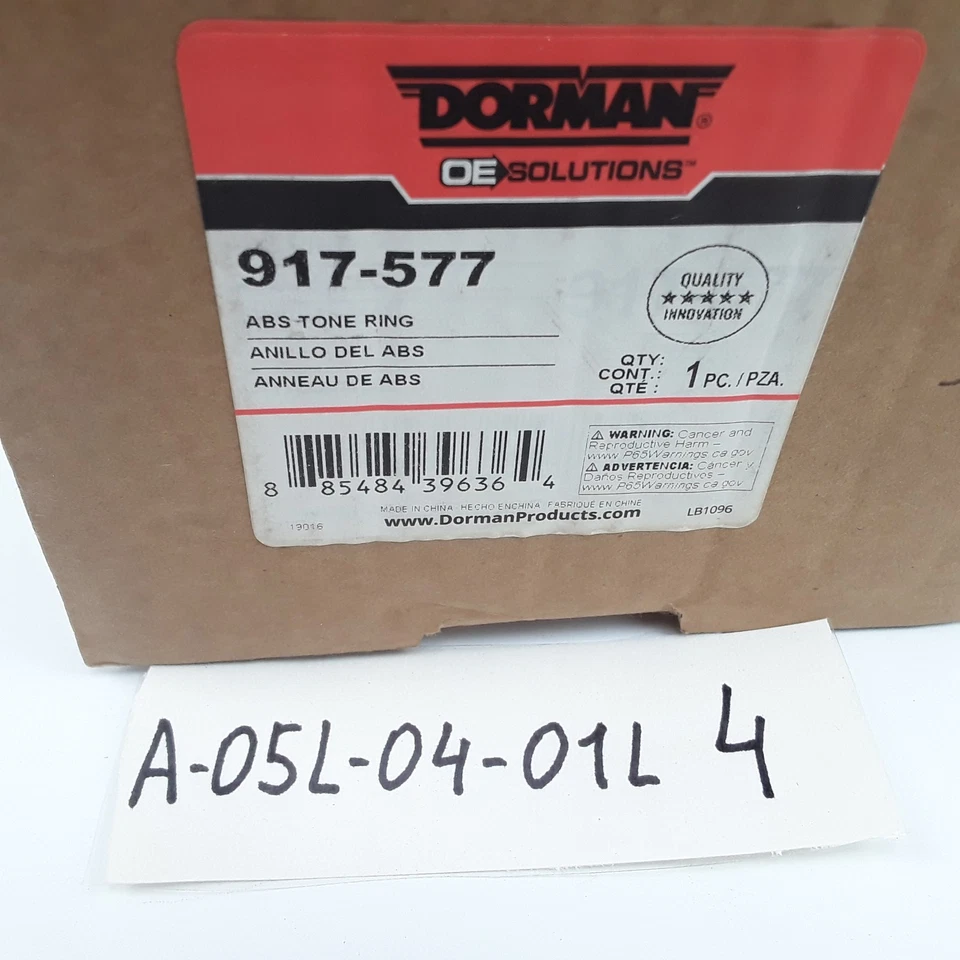 DORMAN®
OE SOLUTIONS™
917-577
QUALITY
★★★★★
INNOVATION
ABS TONE RING
ANILLO DEL ABS
ANNEAU DE ABS
QTY:
CONT.:
QTÉ :
1 PC. / PZA.
⚠ WARNING: Cancer and
Reproductive Harm –
www.P65Warnings.ca.gov
⚠ ADVERTENCIA: Cáncer y
Daños Reproductivos –
www.P65Warnings.ca.gov
8 85484 39636 4
MADE IN CHINA HECHO EN CHINA FABRIQUÉ EN CHINE
19016
www.DormanProducts.com
LB1096
A-05L-04-01L 4